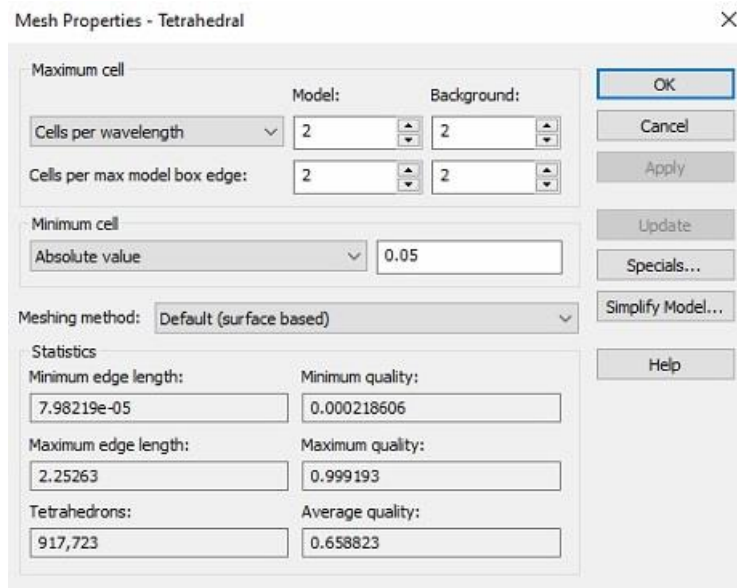 Mesh Properties - Tetrahedral
Maximum cell
Model: Background:
Cells per wavelength 2 2
Cells per max model box edge: 2 2
Minimum cell
Absolute value 0.05
Meshing method: Default (surface based)
Statistics
Minimum edge length: Minimum quality:
7.98219e-05 0.000218606
Maximum edge length: Maximum quality:
2.25263 0.999193
Tetrahedrons: Average quality:
917,723 0.658823
OK
Cancel
Apply
Update
Specials...
Simplify Model...
Help